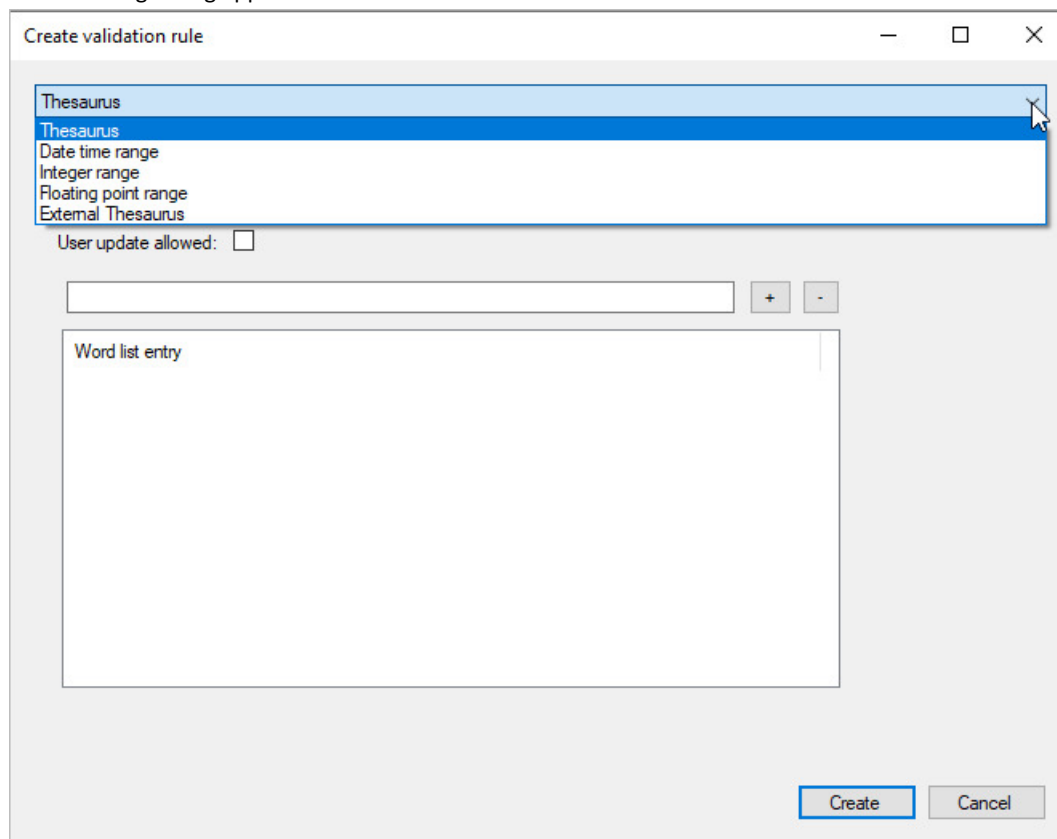 Create validation rule
Thesaurus
Thesaurus
Date time range
Integer range
Floating point range
External Thesaurus
User update allowed:
+ -
Word list entry
Create Cancel